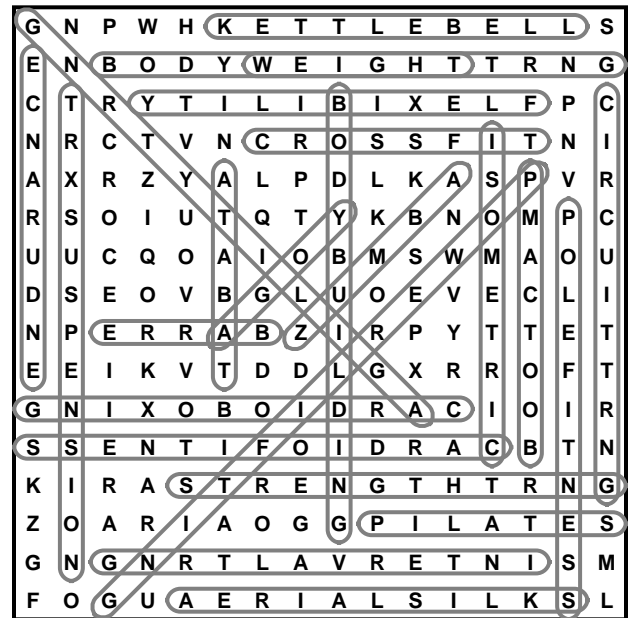 G N P W H K E T T L E B E L L S
E N B O D Y W E I G H T T R N G
C T R Y T I L I B I X E L F P C
N R C T V N C R O S S F I T N I
A X R Z Y A L P D L K A S P V R
R S O I U T Q T Y K B N O M P C
U U C Q O A I O B M S W M A O U
D S E O V B G L U O E V E C L I
N P E R R A B Z I R P Y T T E T
E E I K V T D D L G X R R O F T
G N I X O B O I D R A C I O I R
S S E N T I F O I D R A C B T N
K I R A S T R E N G T H T R N G
Z O A R I A O G G P I L A T E S
G N G N R T L A V R E T N I S M
F O G U A E R I A L S I L K S L